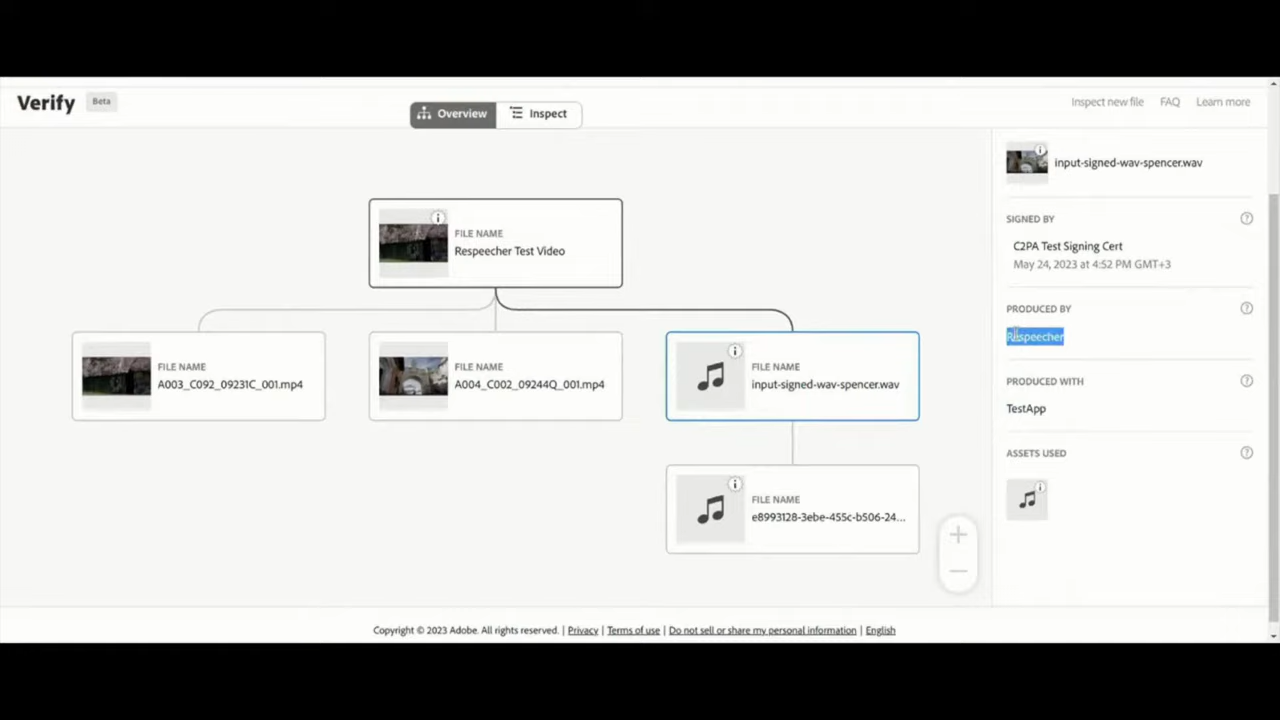 Verify
Beta
Overview
Inspect
Inspect new file
FAQ
Learn more
input-signed-wav-spencer.wav
SIGNED BY
C2PA Test Signing Cert
May 24, 2023 at 4:52 PM GMT+3
PRODUCED BY
Respeecher
PRODUCED WITH
TestApp
ASSETS USED
FILE NAME
Respeecher Test Video
FILE NAME
A003_C092_09231C_001.mp4
FILE NAME
A004_C002_09244Q_001.mp4
FILE NAME
input-signed-wav-spencer.wav
FILE NAME
e8993128-3ebe-455c-b506-24...
Copyright © 2023 Adobe. All rights reserved. | Privacy | Terms of use | Do not sell or share my personal information | English